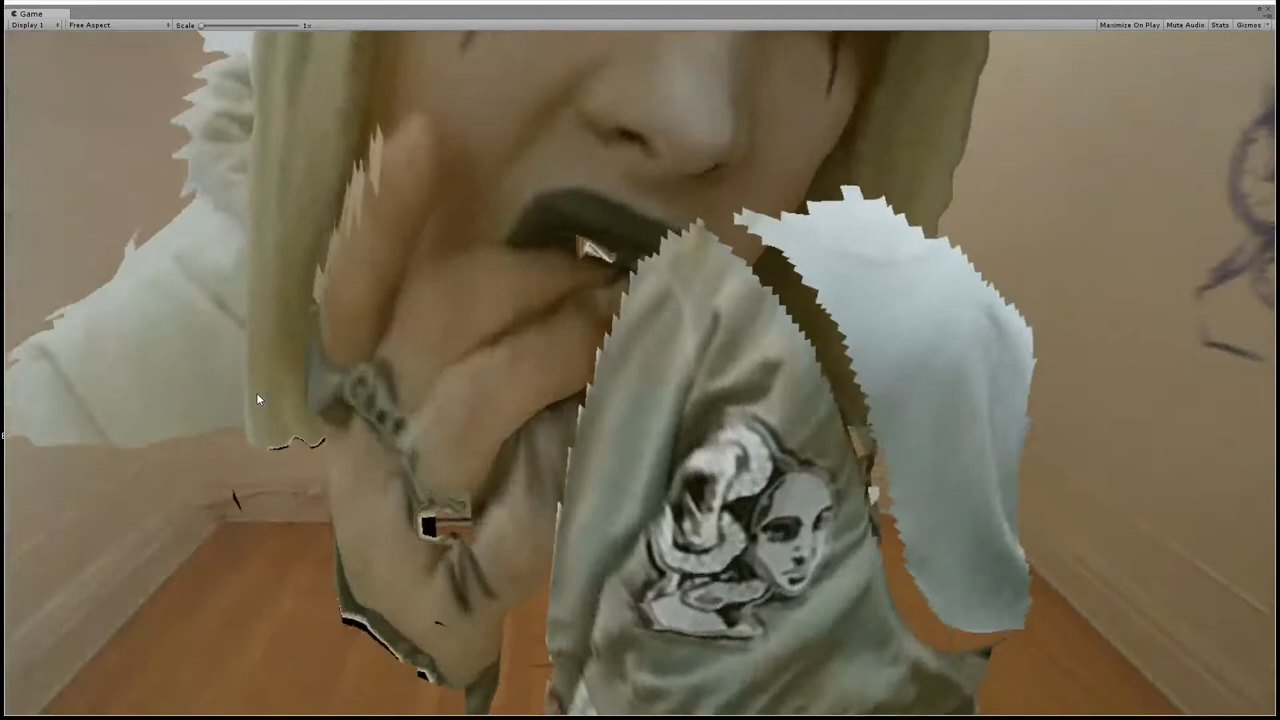 Game
Display 1
Free Aspect
Scale
1x
Maximize On Play
Mute Audio
Stats
Gizmos